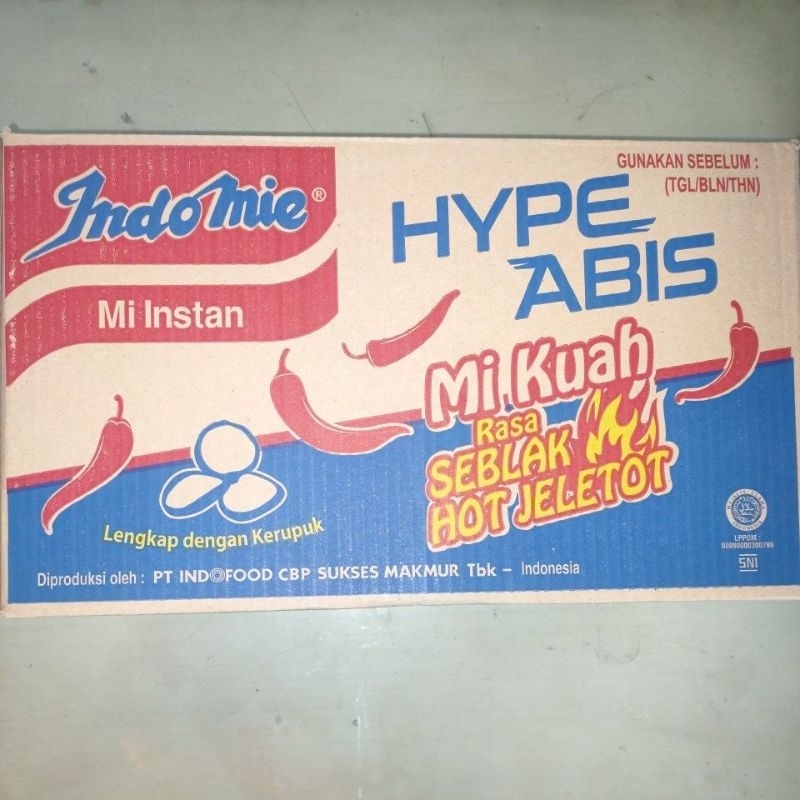 IndoMie®
Mi Instan
GUNAKAN SEBELUM :
(TGL/BLN/THN)
HYPE
ABIS
Mi Kuah
Rasa
SEBLAK
HOT JELETOT
Lengkap dengan Kerupuk
Diproduksi oleh : PT INDOFOOD CBP SUKSES MAKMUR Tbk – Indonesia
LPPOM :
00090000300799
SNI